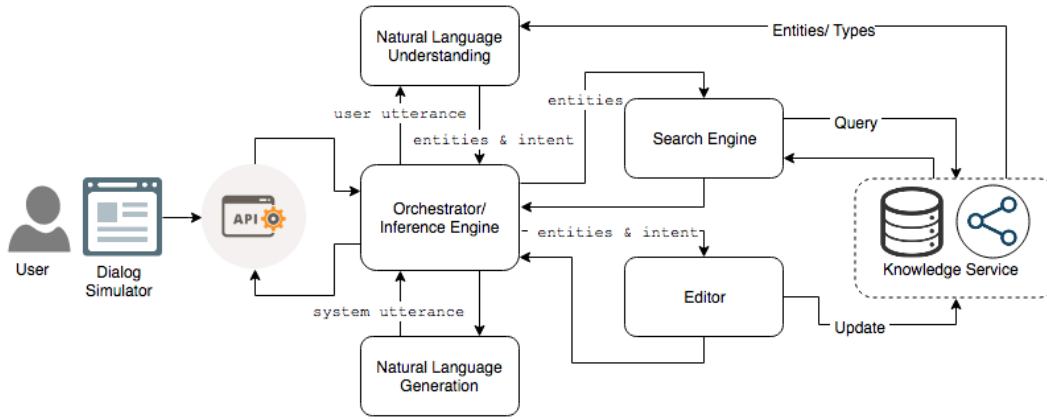 Natural Language
Understanding
Entities/ Types
user utterance
entities
entities & intent
Search Engine
Query
API
Orchestrator/
Inference Engine
entities & intent
User
Dialog
Simulator
Knowledge Service
Editor
system utterance
Update
Natural Language
Generation